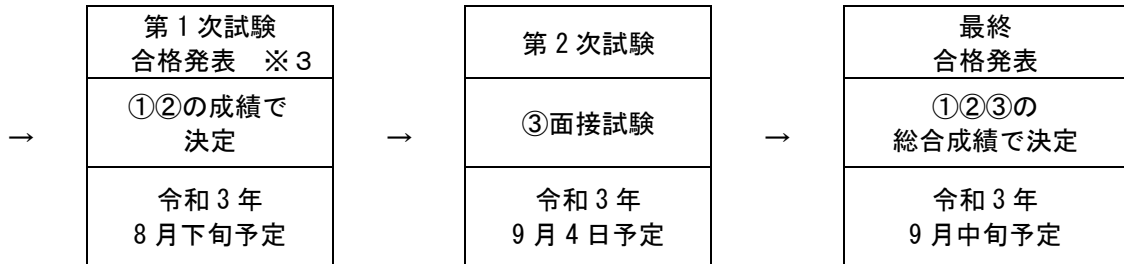 →
第1次試験
合格発表 ※3
①②の成績で
決定
令和3年
8月下旬予定
→
第2次試験
③面接試験
令和3年
9月4日予定
→
最終
合格発表
①②③の
総合成績で決定
令和3年
9月中旬予定